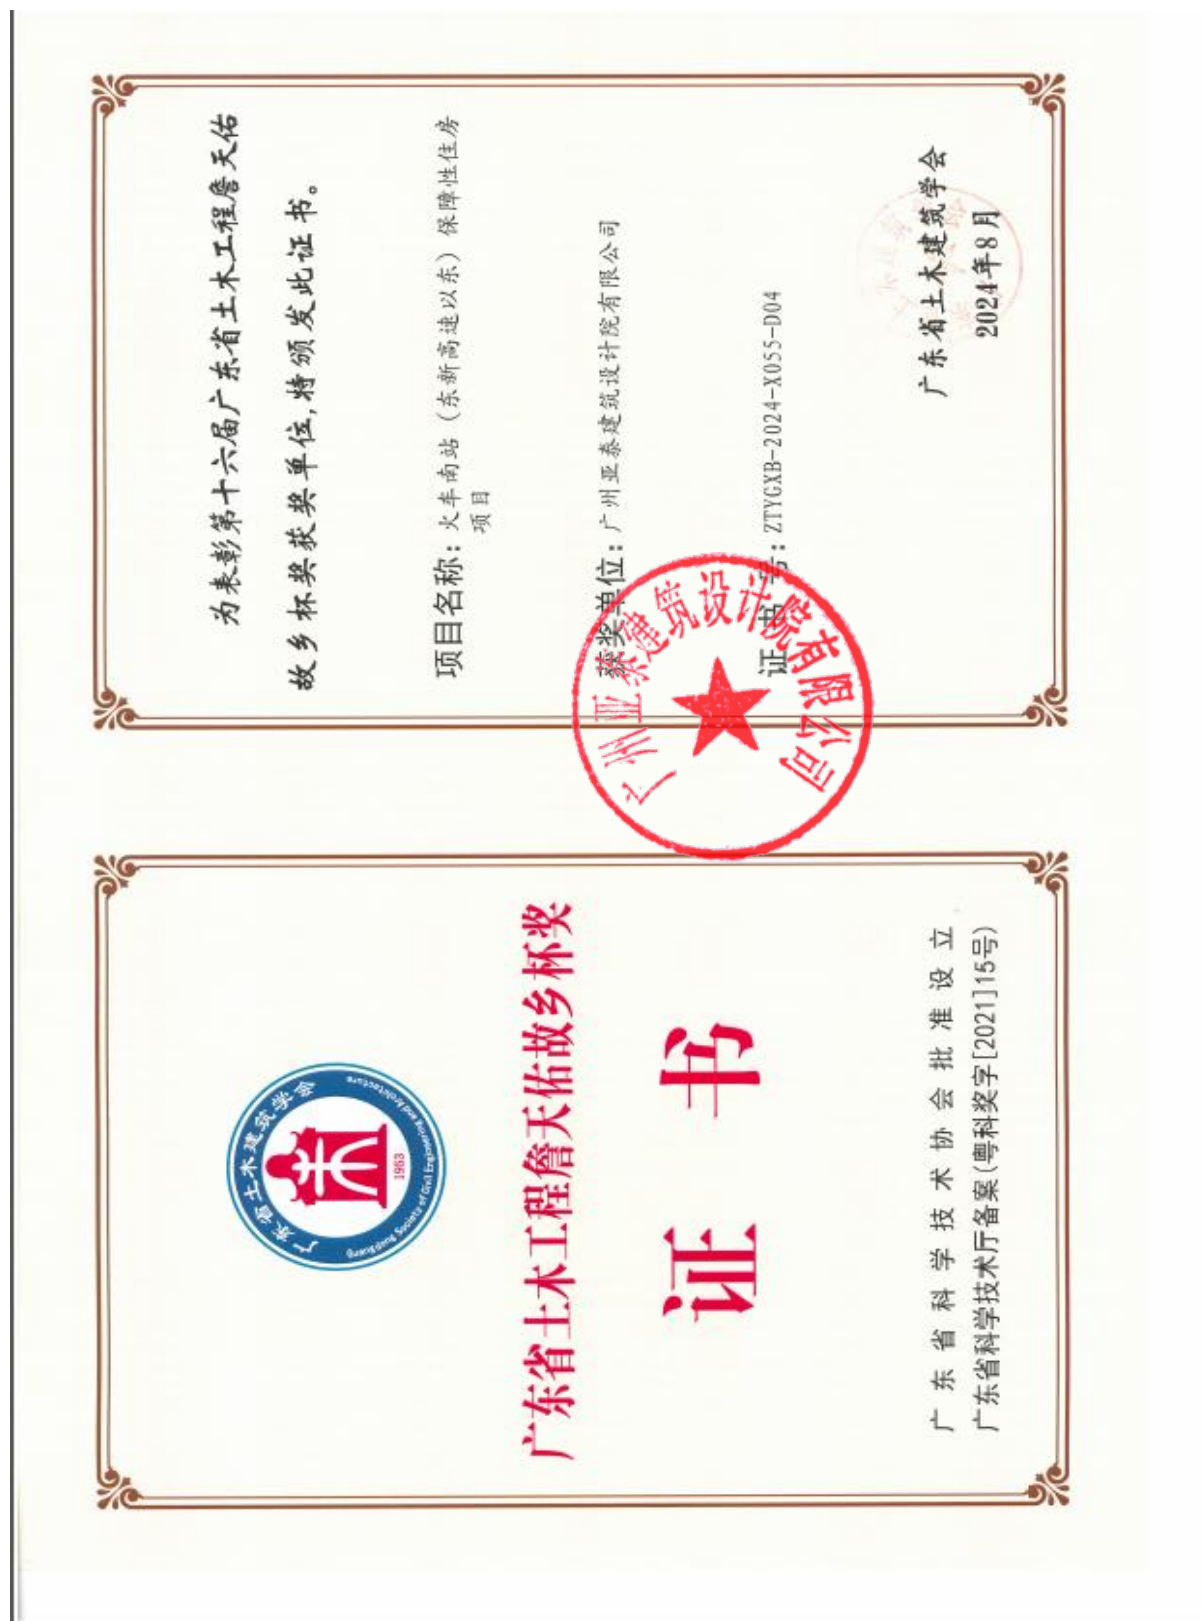 广东省土木建筑学会
Guangdong Society of Civil Engineering and Architecture
1963
广东省土木工程詹天佑故乡杯奖
证 书
广东省科学技术协会批准设立
广东省科学技术厅备案(粤科奖字[2021]15号)
为表彰第十六届广东省土木工程詹天佑
故乡杯奖获奖单位,特颁发此证书。
项目名称:火车南站(东新高速以东)保障性住房
项目
获奖单位:广州亚泰建筑设计院有限公司
证 书 号:ZTYGXB-2024-X055-D04
广州亚泰建筑设计院有限公司
广东省土木建筑学会
2024年8月